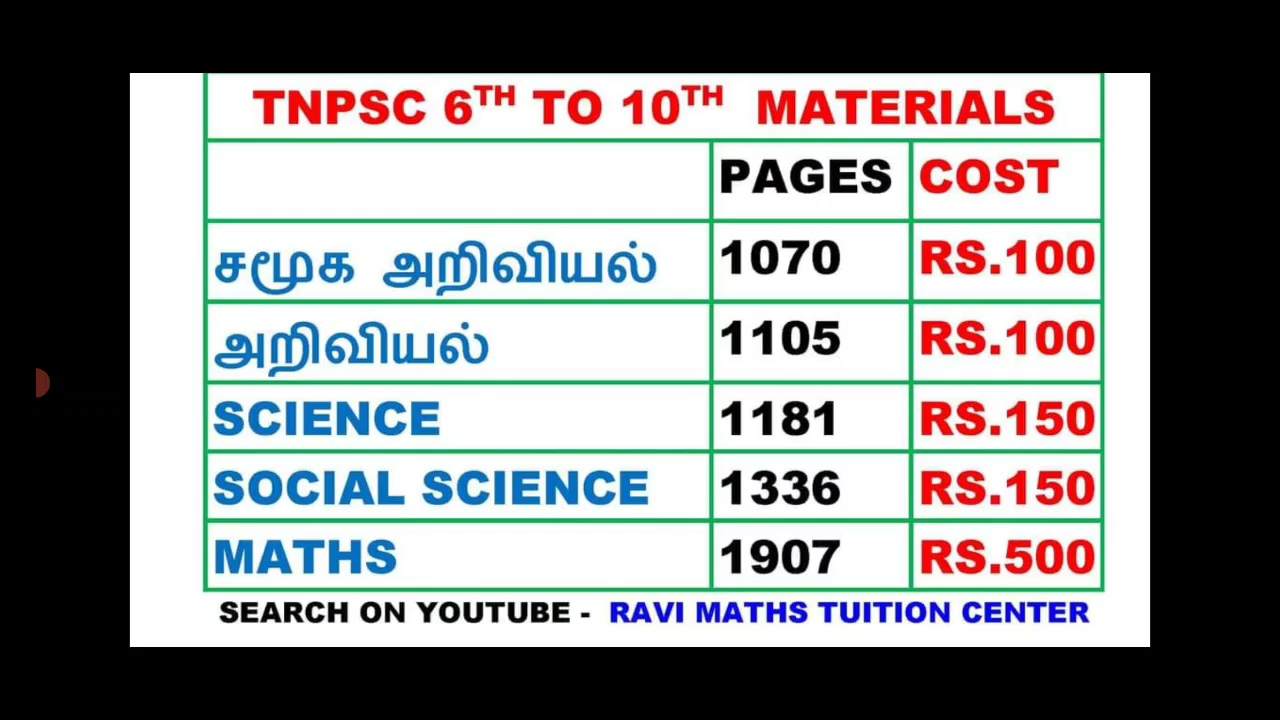 TNPSC 6TH TO 10TH MATERIALS
PAGES COST
சமூக அறிவியல் 1070 RS.100
அறிவியல் 1105 RS.100
SCIENCE 1181 RS.150
SOCIAL SCIENCE 1336 RS.150
MATHS 1907 RS.500
SEARCH ON YOUTUBE - RAVI MATHS TUITION CENTER